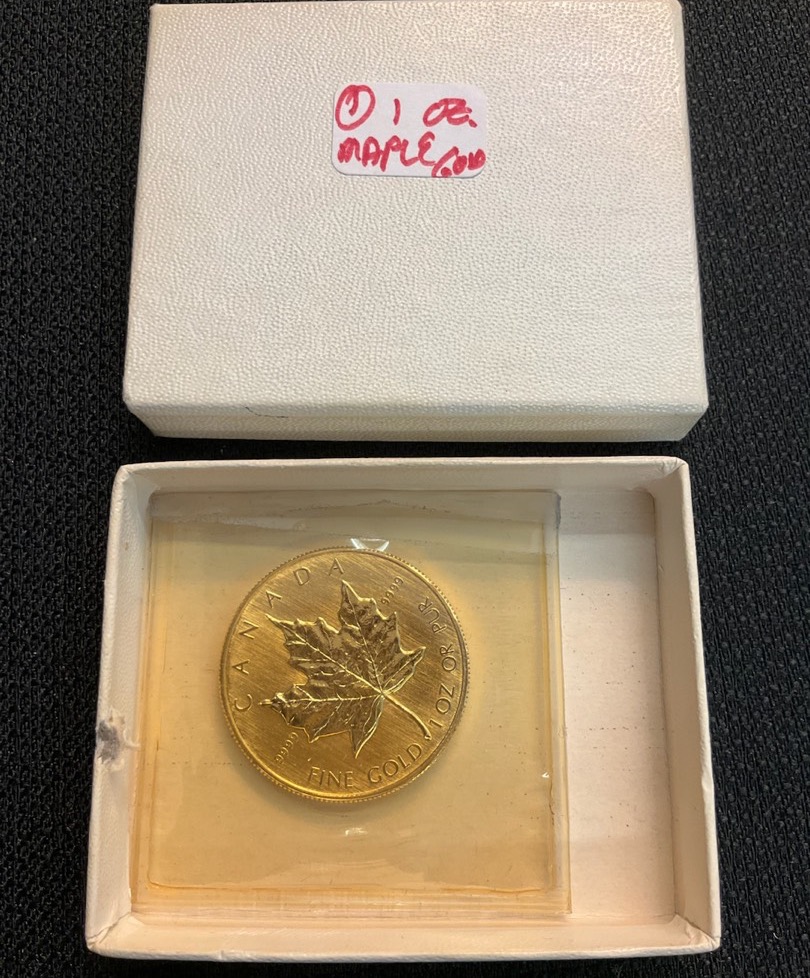 ① 1 OZ.
MAPLE/GOLD
CANADA
9999
9999
FINE GOLD 1 OZ OR PUR